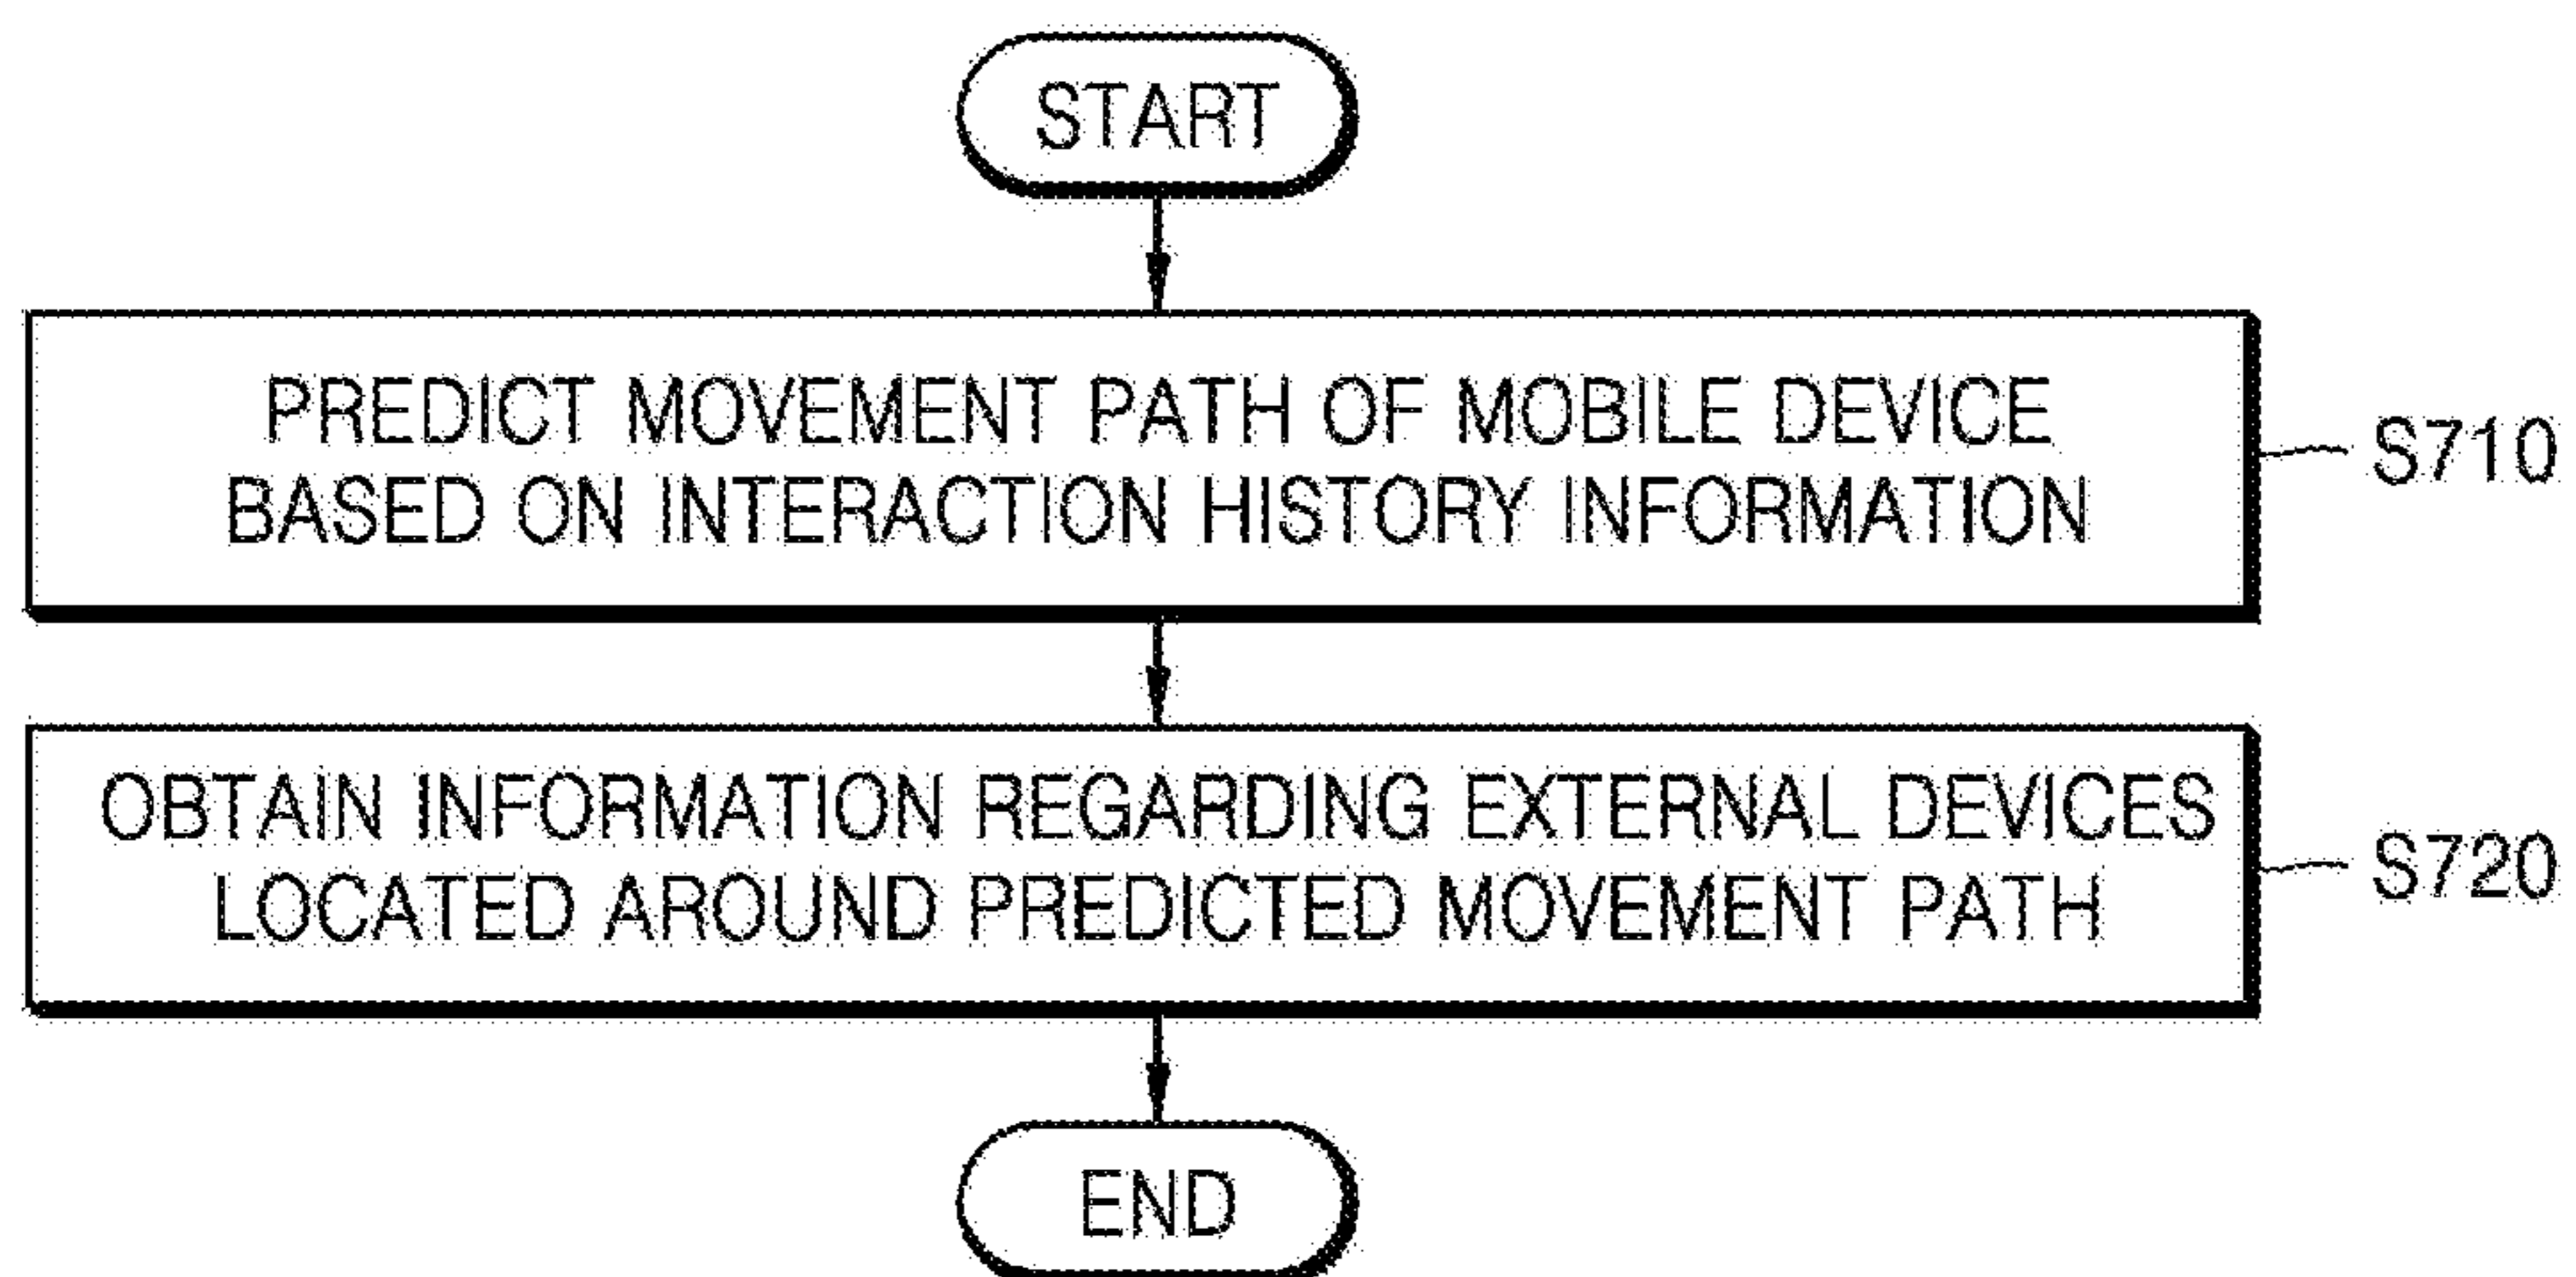 START
PREDICT MOVEMENT PATH OF MOBILE DEVICE
BASED ON INTERACTION HISTORY INFORMATION
S710
OBTAIN INFORMATION REGARDING EXTERNAL DEVICES
LOCATED AROUND PREDICTED MOVEMENT PATH
S720
END